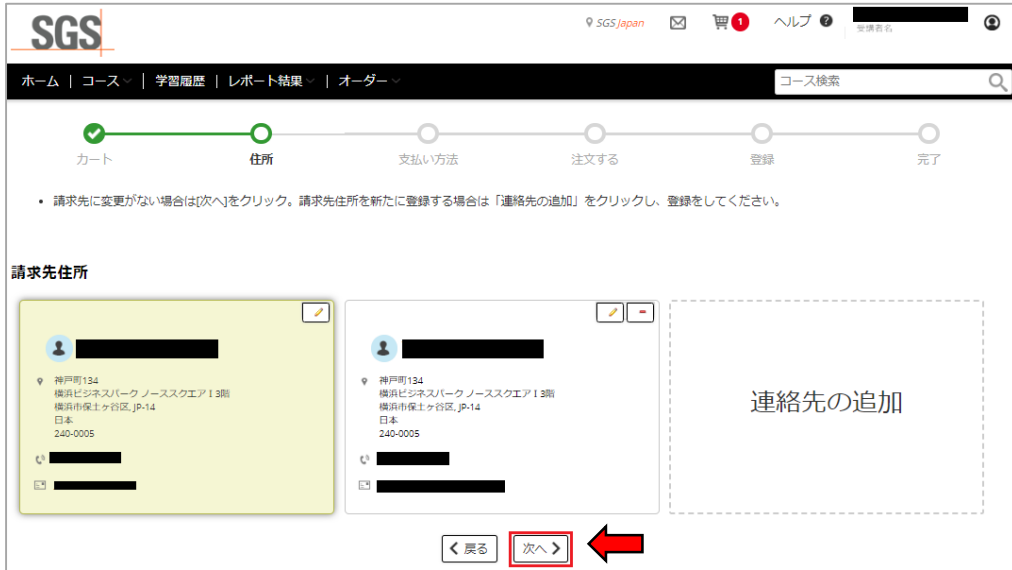 SGS
SGS Japan
1
ヘルプ ?
受講者名
ホーム | コース | 学習履歴 | レポート結果 | オーダー
コース検索
カート
住所
支払い方法
注文する
登録
完了
• 請求先に変更がない場合は[次へ]をクリック。請求先住所を新たに登録する場合は「連絡先の追加」をクリックし、登録をしてください。
請求先住所
神戸町134
横浜ビジネスパーク ノーススクエア I 3階
横浜市保土ヶ谷区, JP-14
日本
240-0005
神戸町134
横浜ビジネスパーク ノーススクエア I 3階
横浜市保土ヶ谷区, JP-14
日本
240-0005
連絡先の追加
戻る
次へ